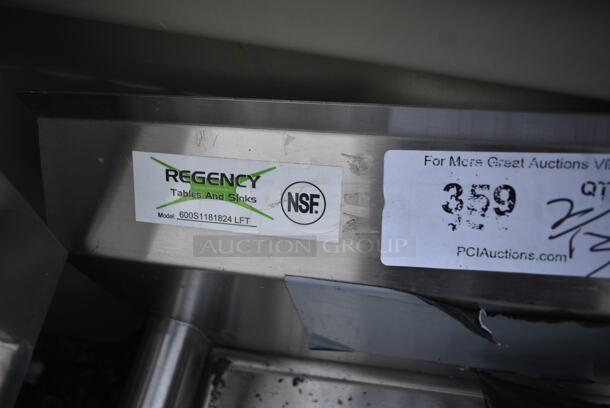 REGENCY
Tables And Sinks
Model: 600S1181824 LFT
NSF.
For More Great Auctions Vi
359
QT
PCIAuctions.com
AUCTION GROUP